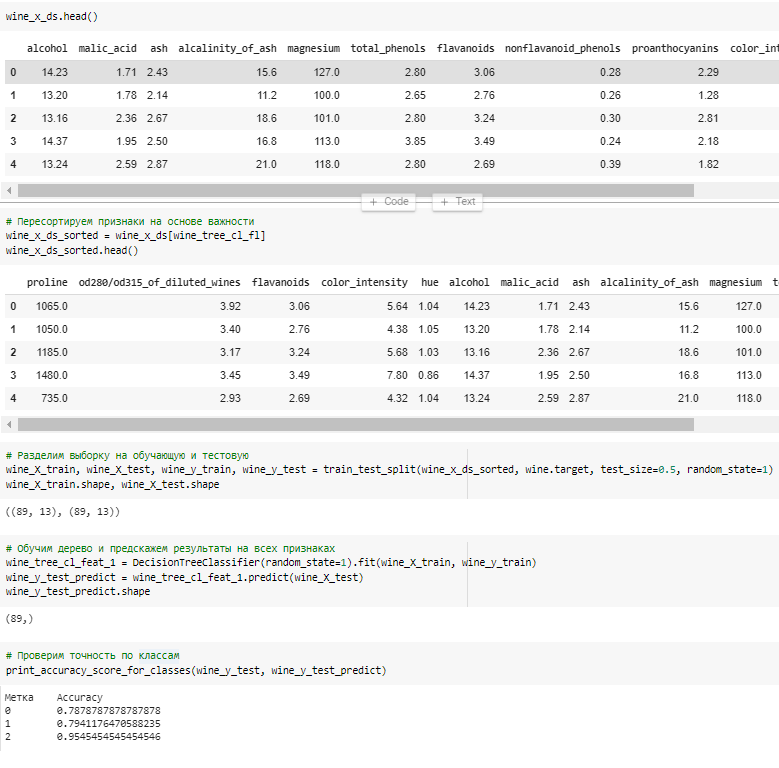 wine_x_ds.head()
alcohol malic_acid ash alcalinity_of_ash magnesium total_phenols flavanoids nonflavanoid_phenols proanthocyanins color_int
0 14.23 1.71 2.43 15.6 127.0 2.80 3.06 0.28 2.29
1 13.20 1.78 2.14 11.2 100.0 2.65 2.76 0.26 1.28
2 13.16 2.36 2.67 18.6 101.0 2.80 3.24 0.30 2.81
3 14.37 1.95 2.50 16.8 113.0 3.85 3.49 0.24 2.18
4 13.24 2.59 2.87 21.0 118.0 2.80 2.69 0.39 1.82
+ Code + Text
# Пересортируем признаки на основе важности
wine_x_ds_sorted = wine_x_ds[wine_tree_cl_fl]
wine_x_ds_sorted.head()
proline od280/od315_of_diluted_wines flavanoids color_intensity hue alcohol malic_acid ash alcalinity_of_ash magnesium t
0 1065.0 3.92 3.06 5.64 1.04 14.23 1.71 2.43 15.6 127.0
1 1050.0 3.40 2.76 4.38 1.05 13.20 1.78 2.14 11.2 100.0
2 1185.0 3.17 3.24 5.68 1.03 13.16 2.36 2.67 18.6 101.0
3 1480.0 3.45 3.49 7.80 0.86 14.37 1.95 2.50 16.8 113.0
4 735.0 2.93 2.69 4.32 1.04 13.24 2.59 2.87 21.0 118.0
# Разделим выборку на обучающую и тестовую
wine_X_train, wine_X_test, wine_y_train, wine_y_test = train_test_split(wine_x_ds_sorted, wine.target, test_size=0.5, random_state=1)
wine_X_train.shape, wine_X_test.shape
((89, 13), (89, 13))
# Обучим дерево и предскажем результаты на всех признаках
wine_tree_cl_feat_1 = DecisionTreeClassifier(random_state=1).fit(wine_X_train, wine_y_train)
wine_y_test_predict = wine_tree_cl_feat_1.predict(wine_X_test)
wine_y_test_predict.shape
(89,)
# Проверим точность по классам
print_accuracy_score_for_classes(wine_y_test, wine_y_test_predict)
Метка Accuracy
0 0.7878787878787878
1 0.7941176470588235
2 0.9545454545454546